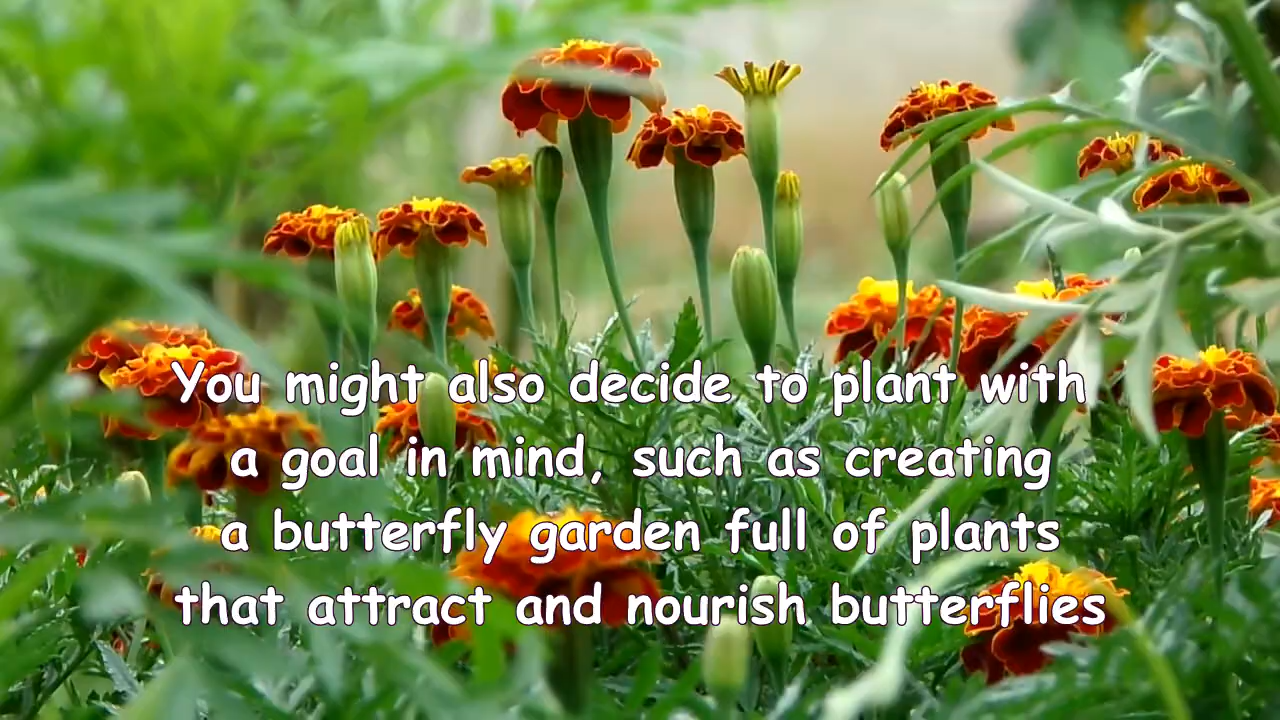 You might also decide to plant with
a goal in mind, such as creating
a butterfly garden full of plants
that attract and nourish butterflies